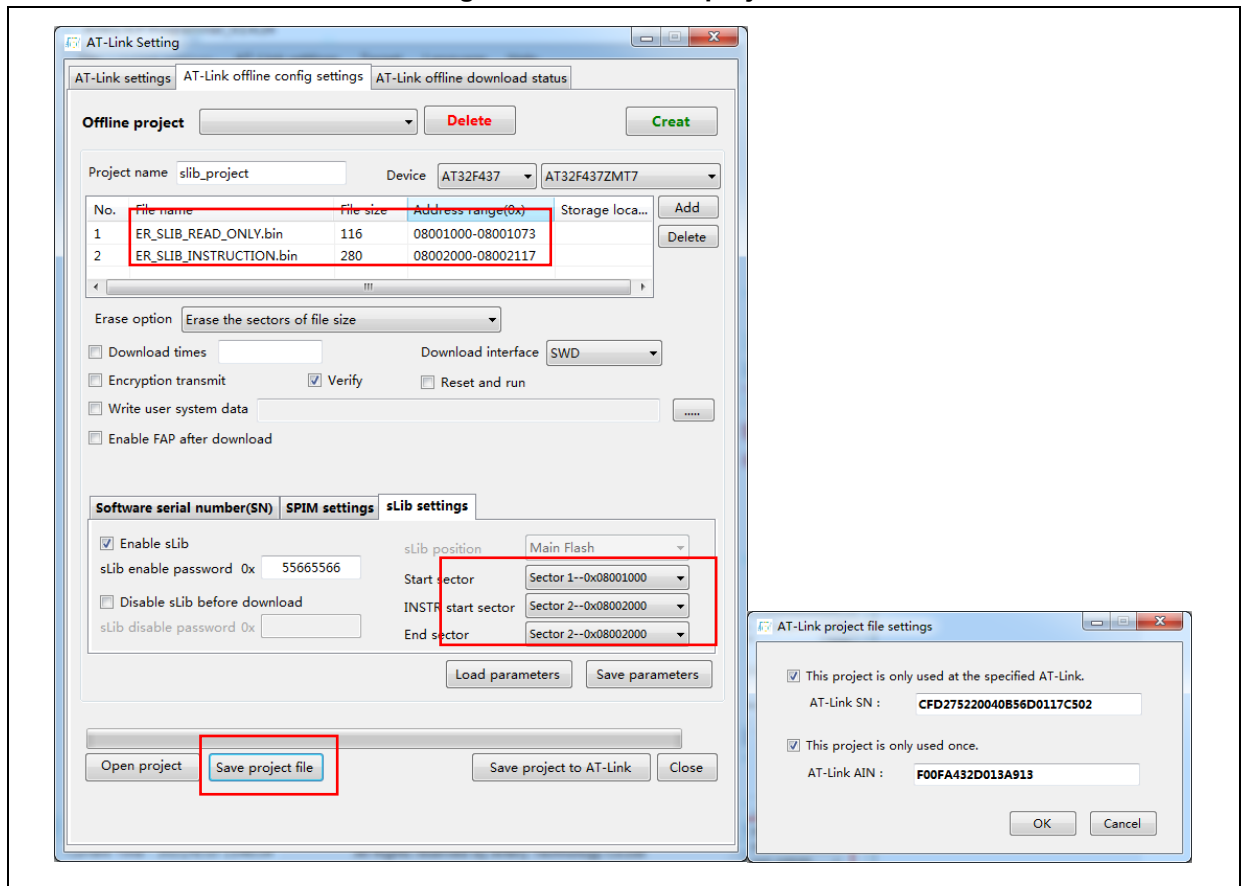 AT-Link Setting
AT-Link settings AT-Link offline config settings AT-Link offline download status
Offline project Delete Creat
Project name slib_project Device AT32F437 AT32F437ZMT7
No. File name File size Address range(0x) Storage loca... Add
1 ER_SLIB_READ_ONLY.bin 116 08001000-08001073 Delete
2 ER_SLIB_INSTRUCTION.bin 280 08002000-08002117
Erase option Erase the sectors of file size
Download times Download interface SWD
Encryption transmit Verify Reset and run
Write user system data .....
Enable FAP after download
Software serial number(SN) SPIM settings sLib settings
Enable sLib sLib position Main Flash
sLib enable password 0x 55665566 Start sector Sector 1--0x08001000
Disable sLib before download INSTR start sector Sector 2--0x08002000
sLib disable password 0x End sector Sector 2--0x08002000
Load parameters Save parameters
Open project Save project file Save project to AT-Link Close
AT-Link project file settings
This project is only used at the specified AT-Link.
AT-Link SN : CFD275220040B56D0117C502
This project is only used once.
AT-Link AIN : F00FA432D013A913
OK Cancel